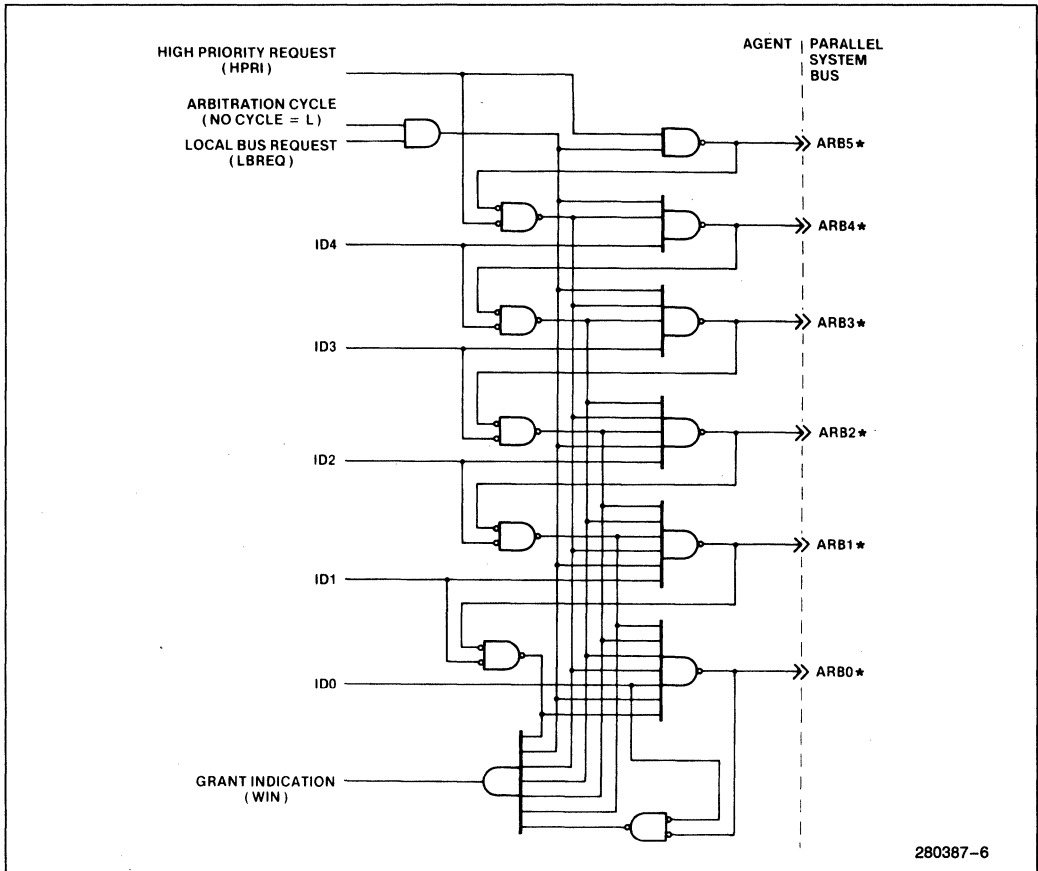 HIGH PRIORITY REQUEST
(HPRI)
AGENT
PARALLEL
SYSTEM
BUS
ARBITRATION CYCLE
(NO CYCLE = L)
LOCAL BUS REQUEST
(LBREQ)
ARB5*
ARB4*
ID4
ARB3*
ID3
ARB2*
ID2
ARB1*
ID1
ARB0*
ID0
GRANT INDICATION
(WIN)
280387-6